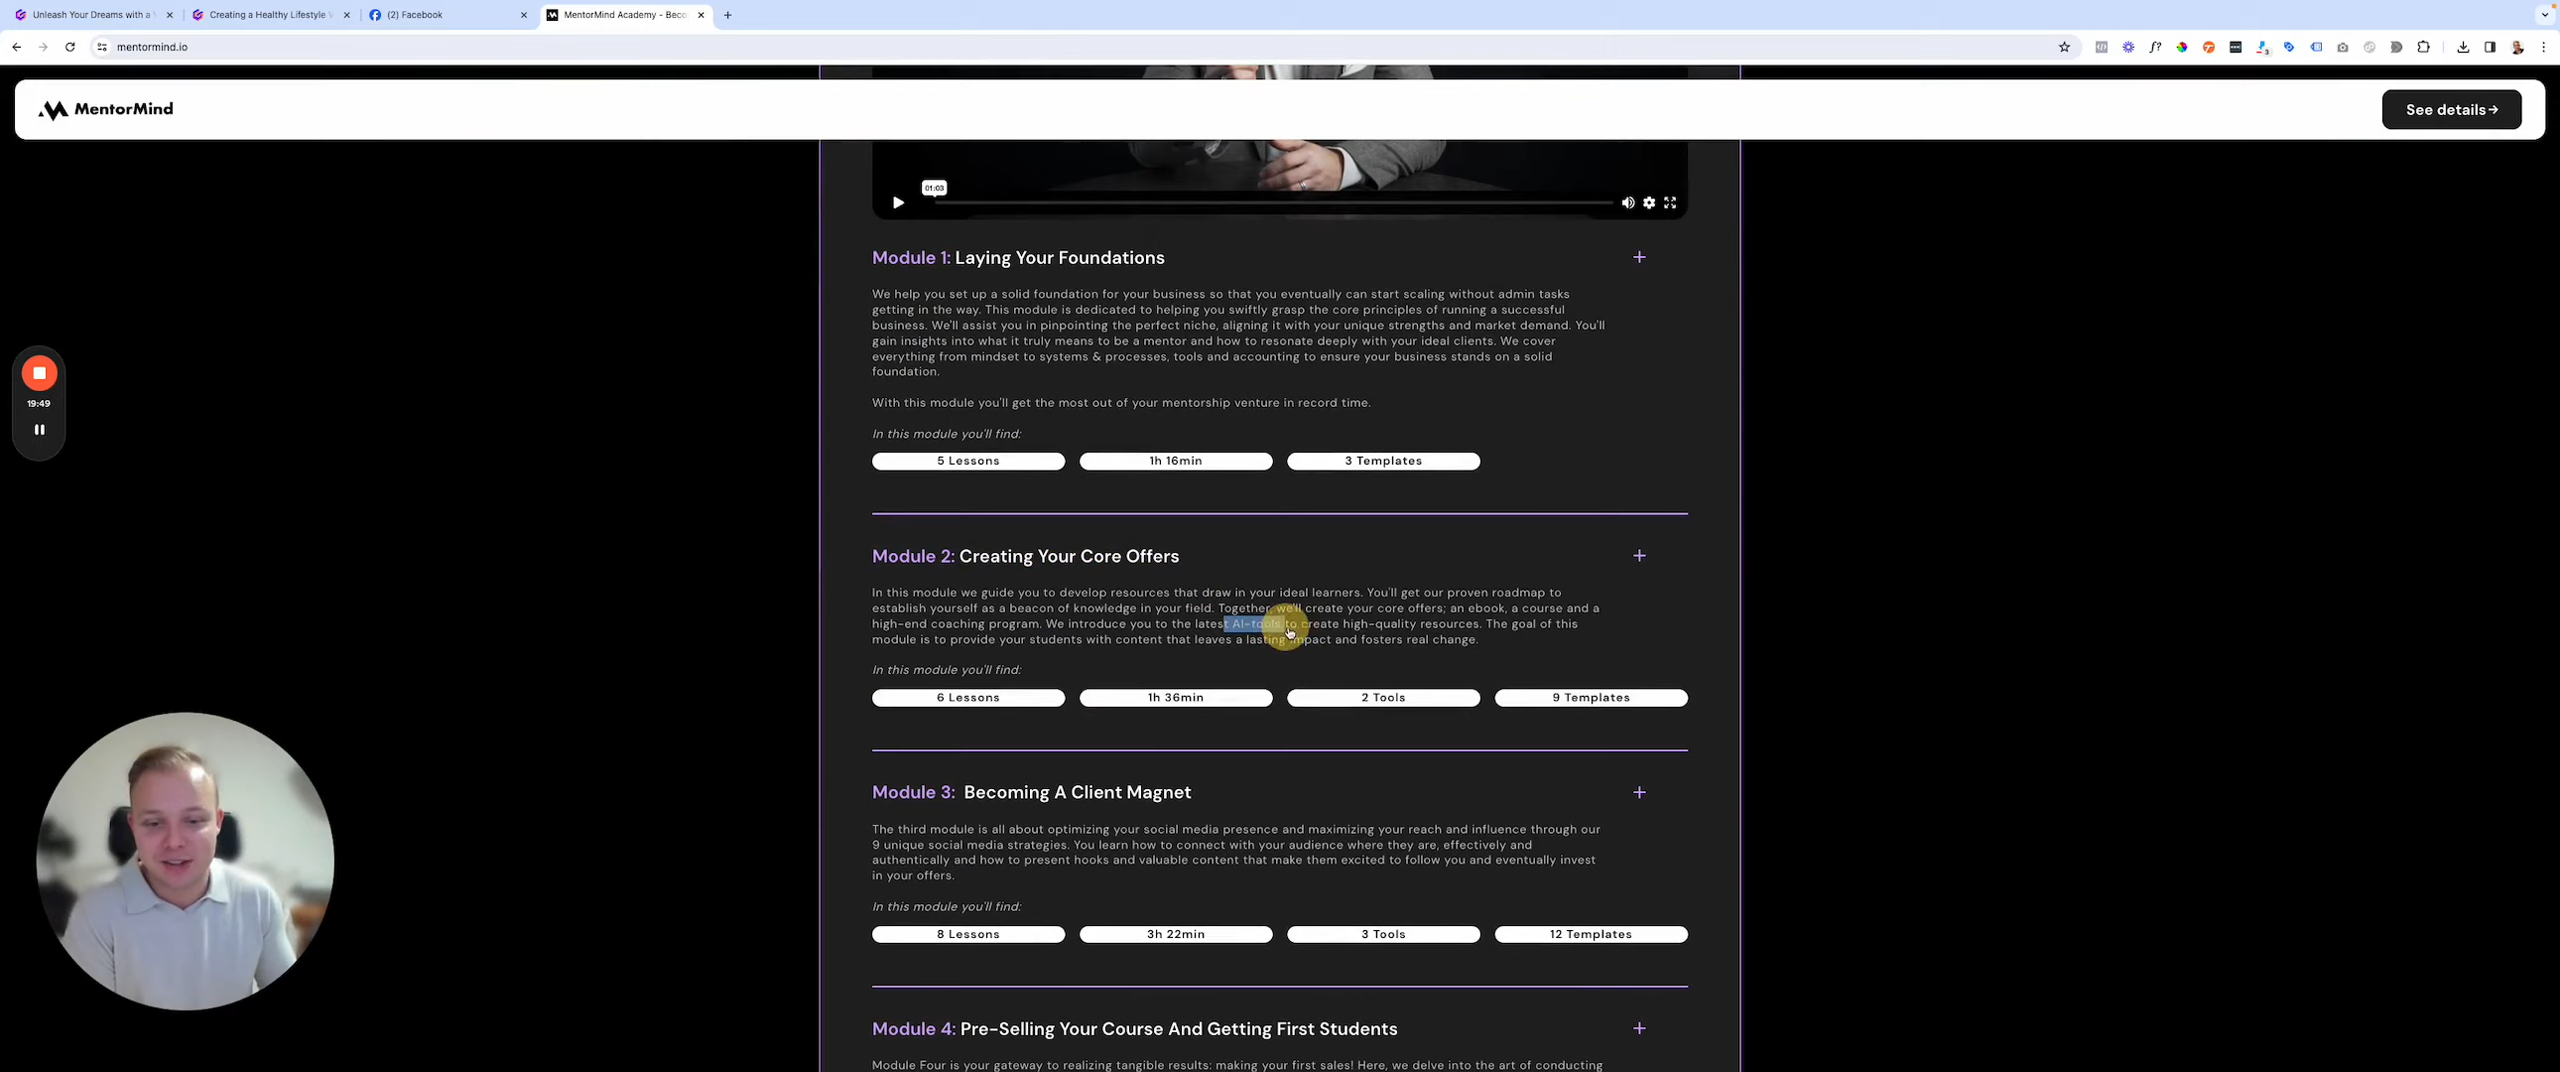 Unleash Your Dreams with a V
Creating a Healthy Lifestyle V
(2) Facebook
MentorMind Academy - Beco
mentormind.io
MentorMind
See details→
01:03
Module 1: Laying Your Foundations
We help you set up a solid foundation for your business so that you eventually can start scaling without admin tasks
getting in the way. This module is dedicated to helping you swiftly grasp the core principles of running a successful
business. We'll assist you in pinpointing the perfect niche, aligning it with your unique strengths and market demand. You'll
gain insights into what it truly means to be a mentor and how to resonate deeply with your ideal clients. We cover
everything from mindset to systems & processes, tools and accounting to ensure your business stands on a solid
foundation.
With this module you'll get the most out of your mentorship venture in record time.
In this module you'll find:
5 Lessons
1h 16min
3 Templates
19:49
Module 2: Creating Your Core Offers
In this module we guide you to develop resources that draw in your ideal learners. You'll get our proven roadmap to
establish yourself as a beacon of knowledge in your field. Together, we'll create your core offers; an ebook, a course and a
high-end coaching program. We introduce you to the latest AI-tools to create high-quality resources. The goal of this
module is to provide your students with content that leaves a lasting impact and fosters real change.
In this module you'll find:
6 Lessons
1h 36min
2 Tools
9 Templates
Module 3: Becoming A Client Magnet
The third module is all about optimizing your social media presence and maximizing your reach and influence through our
9 unique social media strategies. You learn how to connect with your audience where they are, effectively and
authentically and how to present hooks and valuable content that make them excited to follow you and eventually invest
in your offers.
In this module you'll find:
8 Lessons
3h 22min
3 Tools
12 Templates
Module 4: Pre-Selling Your Course And Getting First Students
Module Four is your gateway to realizing tangible results: making your first sales! Here, we delve into the art of conducting